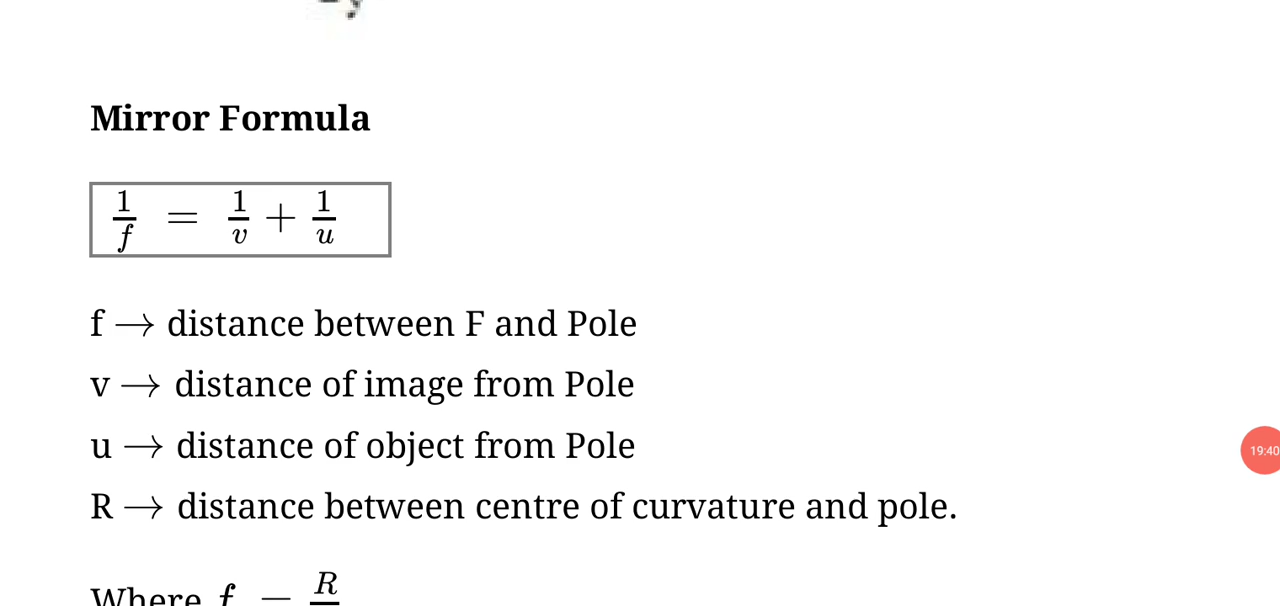 Mirror Formula
1/f = 1/v + 1/u
f → distance between F and Pole
v → distance of image from Pole
u → distance of object from Pole
19:40
R → distance between centre of curvature and pole.
Where f = R